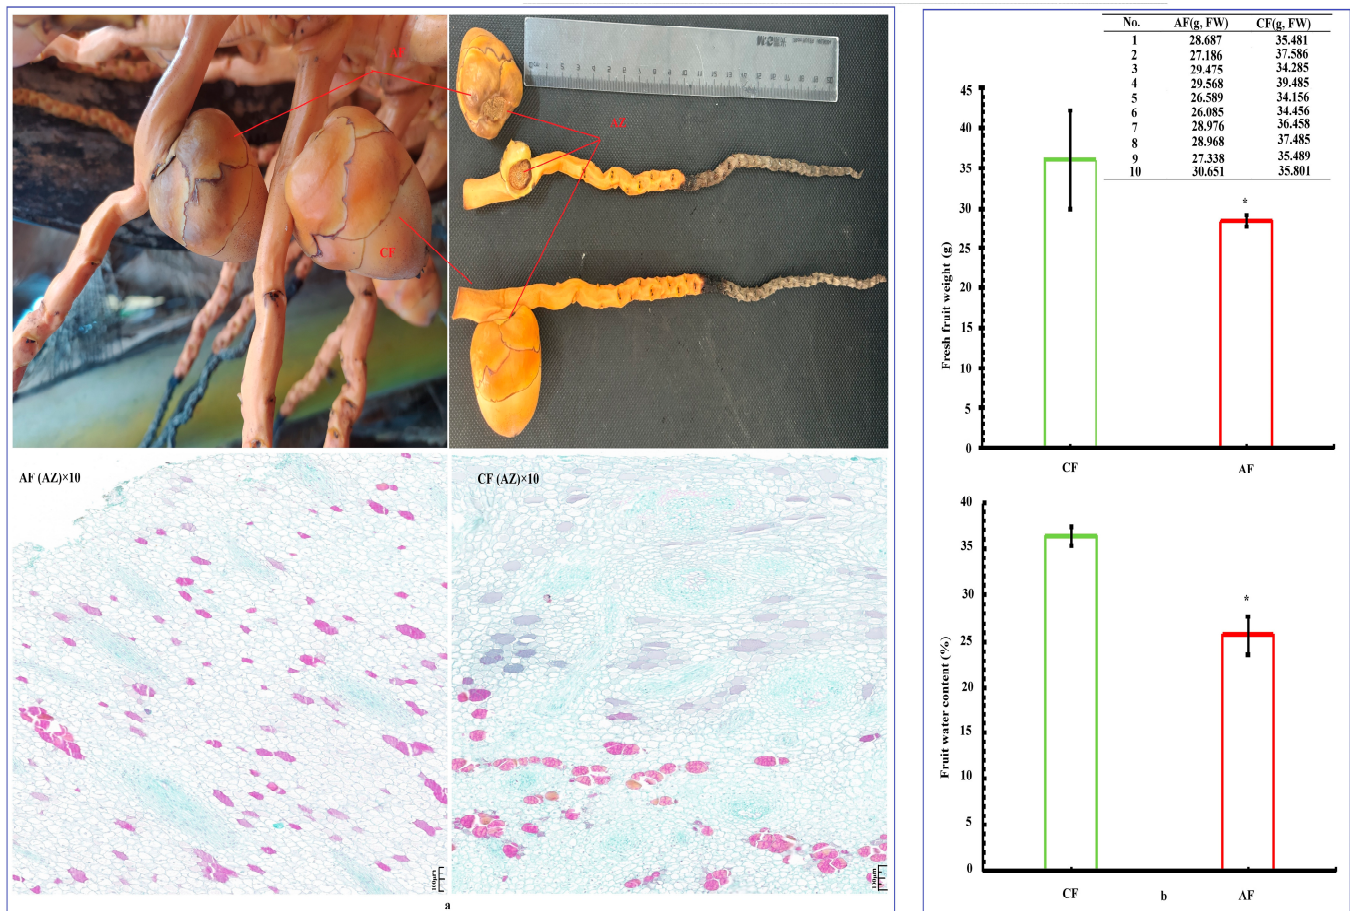 AF
AZ
CF
AF (AZ)×10
CF (AZ)×10
a
No. AF(g, FW) CF(g, FW)
1 28.687 35.481
2 27.186 37.586
3 29.475 34.285
4 29.568 39.485
5 26.589 34.156
6 26.085 34.456
7 28.976 36.458
8 28.968 37.485
9 27.338 35.489
10 30.651 35.801
Fresh fruit weight (g)
45
40
35
30
25
20
15
10
5
0
*
CF AF
Fruit water content (%)
40
35
30
25
20
15
10
5
0
*
CF b AF